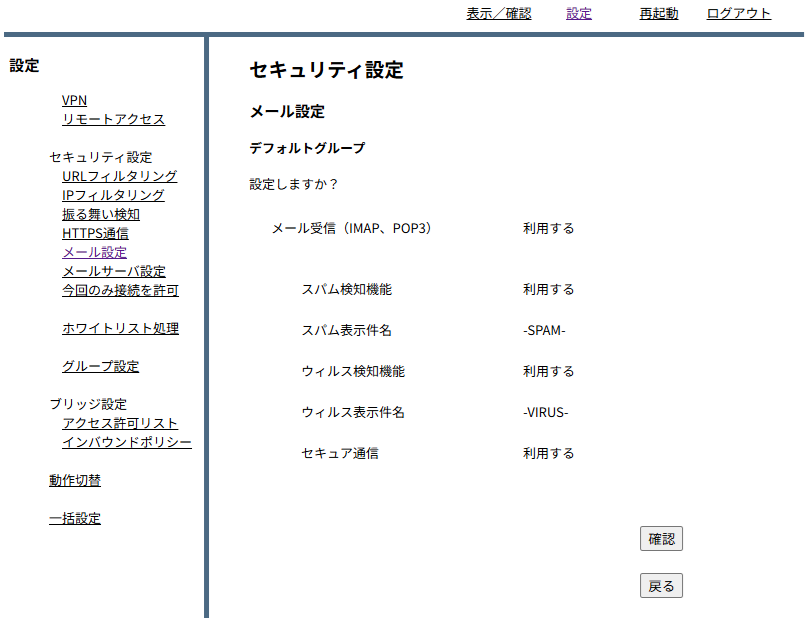 表示／確認 設定 再起動 ログアウト
設定
VPN
リモートアクセス
セキュリティ設定
URLフィルタリング
IPフィルタリング
振る舞い検知
HTTPS通信
メール設定
メールサーバ設定
今回のみ接続を許可
ホワイトリスト処理
グループ設定
ブリッジ設定
アクセス許可リスト
インバウンドポリシー
動作切替
一括設定
セキュリティ設定
メール設定
デフォルトグループ
設定しますか？
メール受信（IMAP、POP3） 利用する
スパム検知機能 利用する
スパム表示件名 -SPAM-
ウィルス検知機能 利用する
ウィルス表示件名 -VIRUS-
セキュア通信 利用する
確認
戻る